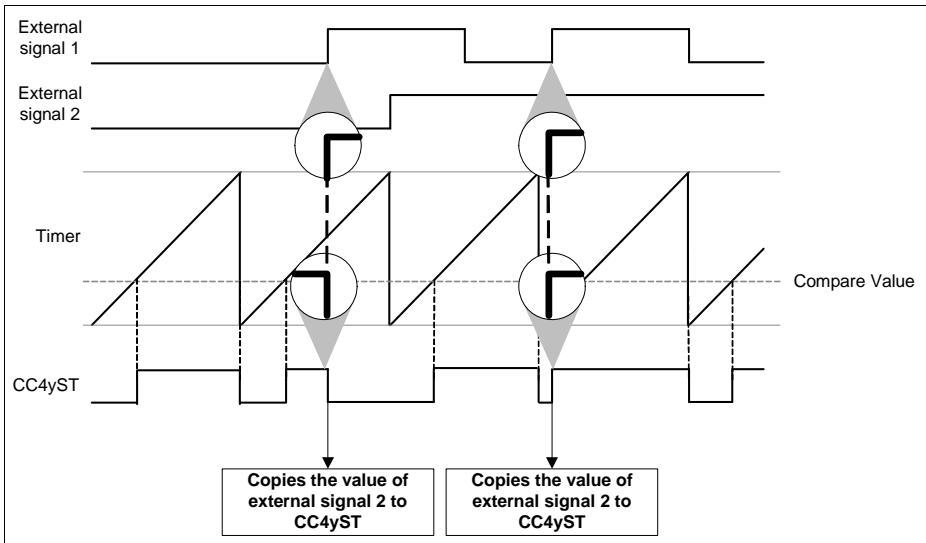 External
signal 1
External
signal 2
Timer
Compare Value
CC4yST
Copies the value of
external signal 2 to
CC4yST
Copies the value of
external signal 2 to
CC4yST